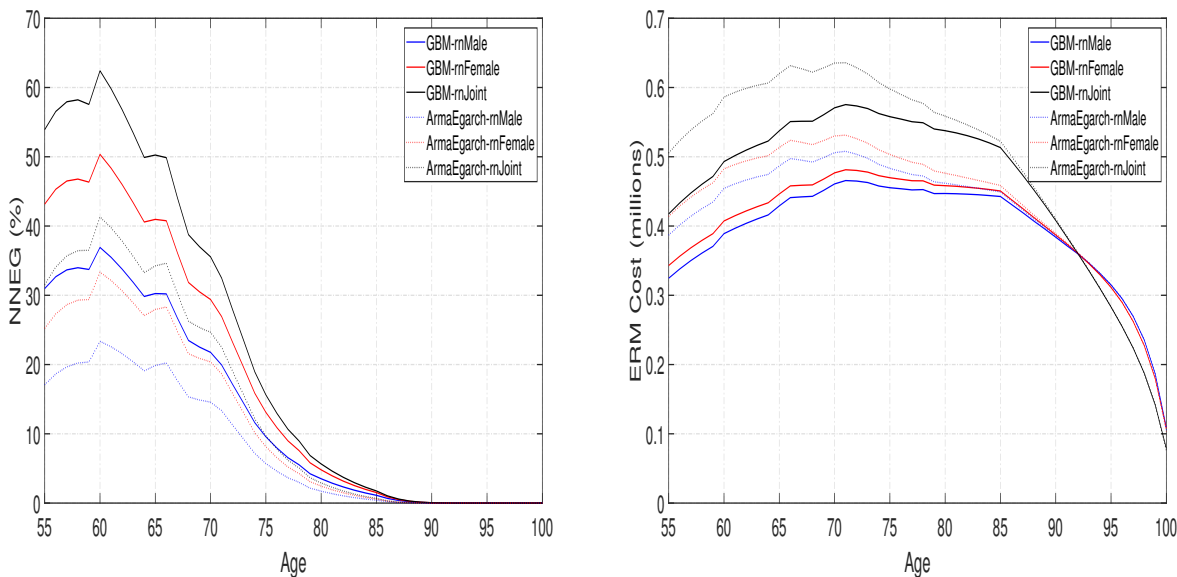 70
60
50
40
30
20
10
0
NNEG (%)
55 60 65 70 75 80 85 90 95 100
Age
GBM-rnMale
GBM-rnFemale
GBM-rnJoint
ArmaEgarch-rnMale
ArmaEgarch-rnFemale
ArmaEgarch-rnJoint
0.7
0.6
0.5
0.4
0.3
0.2
0.1
0
ERM Cost (millions)
55 60 65 70 75 80 85 90 95 100
Age
GBM-rnMale
GBM-rnFemale
GBM-rnJoint
ArmaEgarch-rnMale
ArmaEgarch-rnFemale
ArmaEgarch-rnJoint